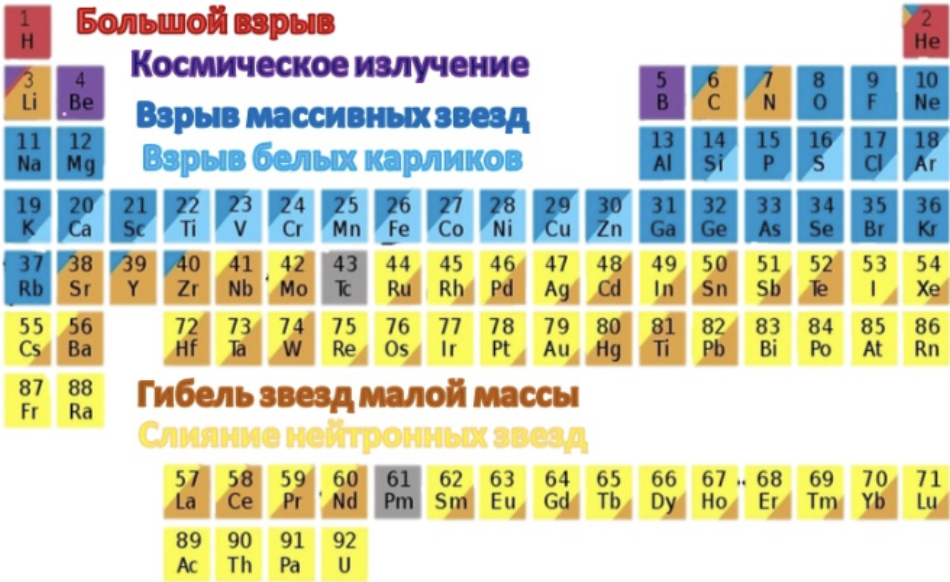 1 Большой взрыв 2
H He
Космическое излучение
3 4 5 6 7 8 9 10
Li Be B C N O F Ne
Взрыв массивных звезд
11 12 13 14 15 16 17 18
Na Mg Al Si P S Cl Ar
Взрыв белых карликов
19 20 21 22 23 24 25 26 27 28 29 30 31 32 33 34 35 36
K Ca Sc Ti V Cr Mn Fe Co Ni Cu Zn Ga Ge As Se Br Kr
37 38 39 40 41 42 43 44 45 46 47 48 49 50 51 52 53 54
Rb Sr Y Zr Nb Mo Tc Ru Rh Pd Ag Cd In Sn Sb Te I Xe
55 56 72 73 74 75 76 77 78 79 80 81 82 83 84 85 86
Cs Ba Hf Ta W Re Os Ir Pt Au Hg Ti Pb Bi Po At Rn
87 88
Fr Ra
Гибель звезд малой массы
Слияние нейтронных звезд
57 58 59 60 61 62 63 64 65 66 67 68 69 70 71
La Ce Pr Nd Pm Sm Eu Gd Tb Dy Ho Er Tm Yb Lu
89 90 91 92
Ac Th Pa U